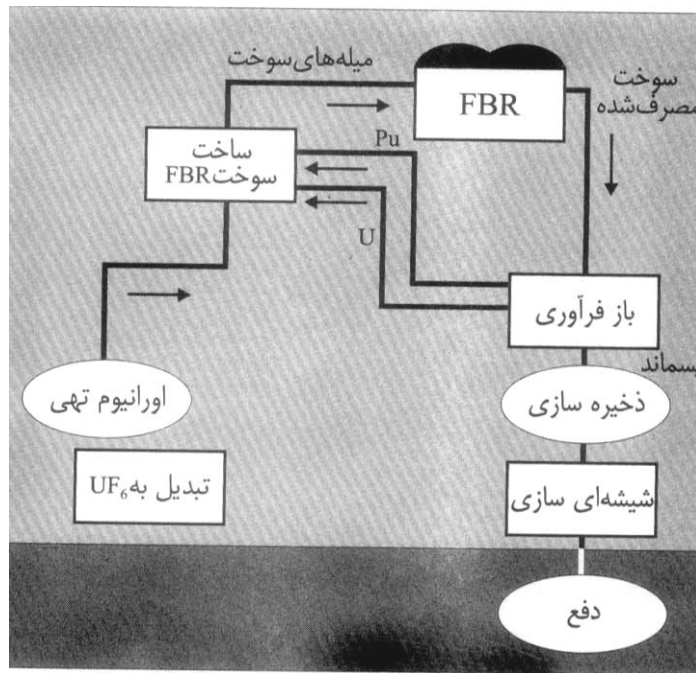 میله‌های سوخت
FBR
سوخت
مصرف‌شده
ساخت
سوخت FBR
Pu
U
باز فرآوری
پسماند
اورانیوم تهی
ذخیره سازی
تبدیل به UF₆
شیشه‌ای سازی
دفع